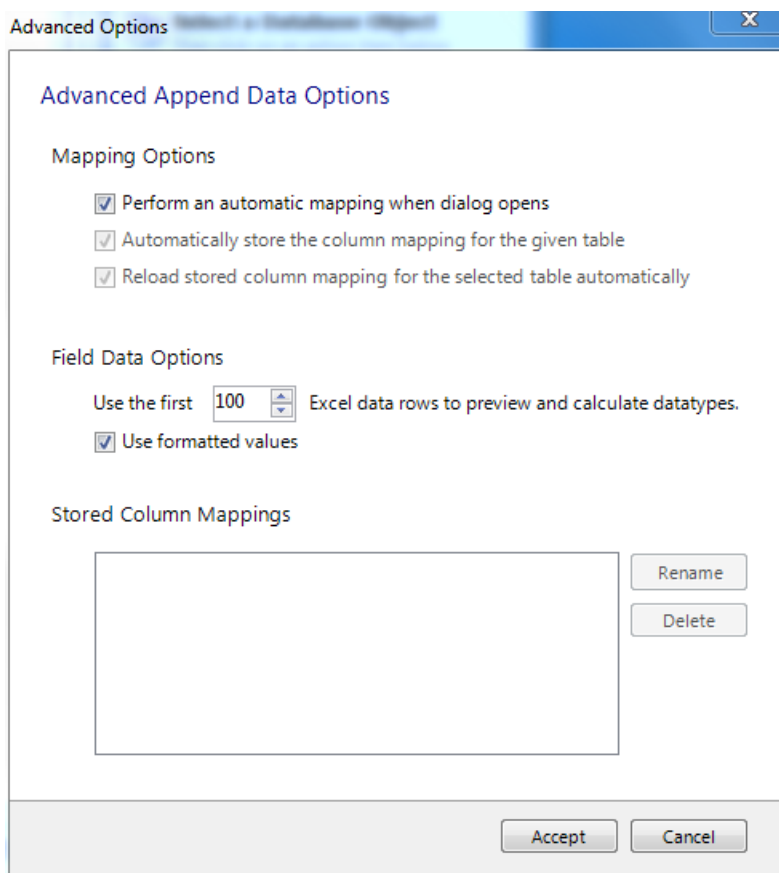 Select a Database Object
Advanced Options
X
Advanced Append Data Options
Mapping Options
Perform an automatic mapping when dialog opens
Automatically store the column mapping for the given table
Reload stored column mapping for the selected table automatically
Field Data Options
Use the first 100 Excel data rows to preview and calculate datatypes.
Use formatted values
Stored Column Mappings
Rename
Delete
Accept
Cancel